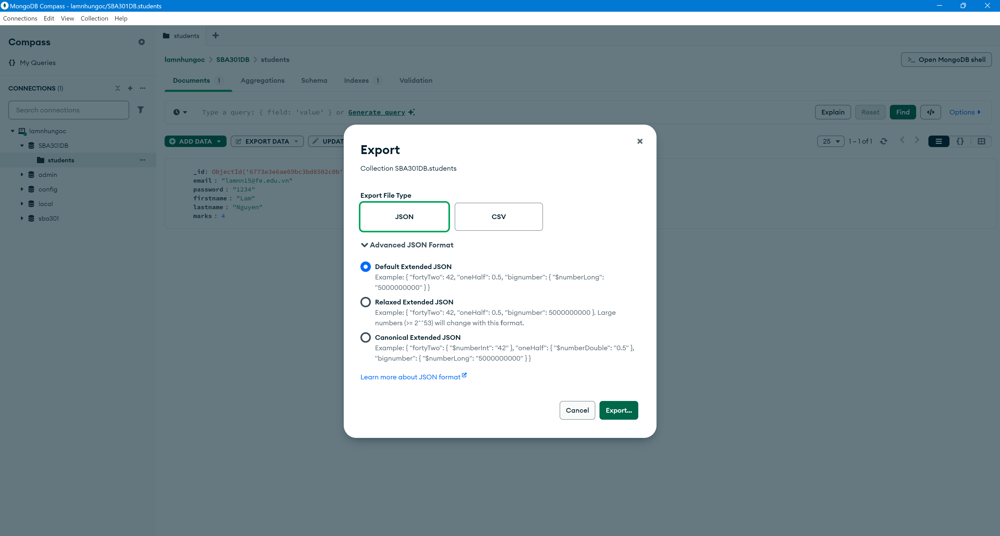 MongoDB Compass - lamnhungoc/SBA301DB.students
Connections Edit View Collection Help
Compass
{} My Queries
CONNECTIONS (1)
Search connections
lamnhungoc
SBA301DB
students
admin
config
local
sba301
students
lamnhungoc > SBA301DB > students
>_ Open MongoDB shell
Documents 1 Aggregations Schema Indexes 1 Validation
Type a query: { field: 'value' } or Generate query
Explain Reset Find </> Options
ADD DATA EXPORT DATA UPDAT
25 1 – 1 of 1 {}
_id: ObjectId('6773e3e6ae69bc3bd8502c0b'
email : "lamnn15@fe.edu.vn"
password : "1234"
firstname : "Lam"
lastname : "Nguyen"
marks : 4
Export
Collection SBA301DB.students
Export File Type
JSON CSV
Advanced JSON Format
Default Extended JSON
Example: { "fortyTwo": 42, "oneHalf": 0.5, "bignumber": { "$numberLong":
"5000000000" } }
Relaxed Extended JSON
Example: { "fortyTwo": 42, "oneHalf": 0.5, "bignumber": 5000000000 }. Large
numbers (>= 2^^53) will change with this format.
Canonical Extended JSON
Example: { "fortyTwo": { "$numberInt": "42" }, "oneHalf": { "$numberDouble": "0.5" },
"bignumber": { "$numberLong": "5000000000" } }
Learn more about JSON format
Cancel Export...